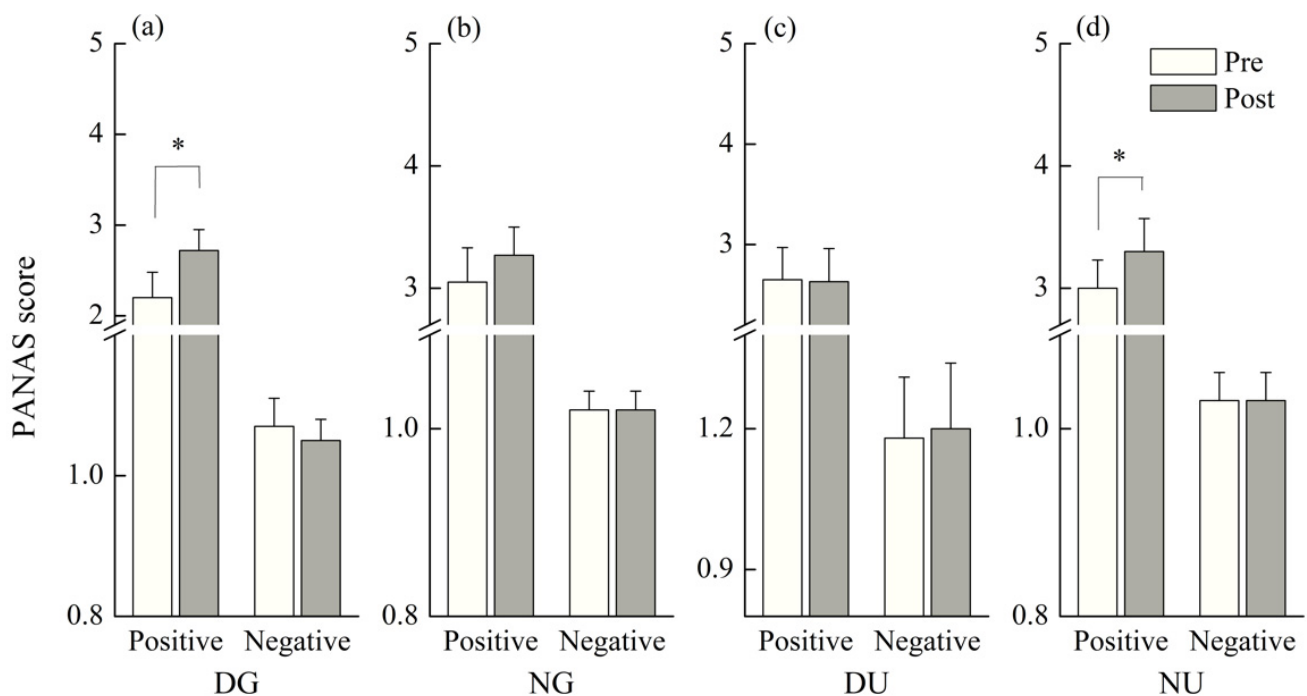 (a)
(b)
(c)
(d)
Pre
Post
PANAS score
5
4
3
2
1.0
0.8
*
Positive
Negative
DG
5
4
3
1.0
0.8
Positive
Negative
NG
5
4
3
1.2
0.9
Positive
Negative
DU
5
4
3
1.0
0.8
*
Positive
Negative
NU